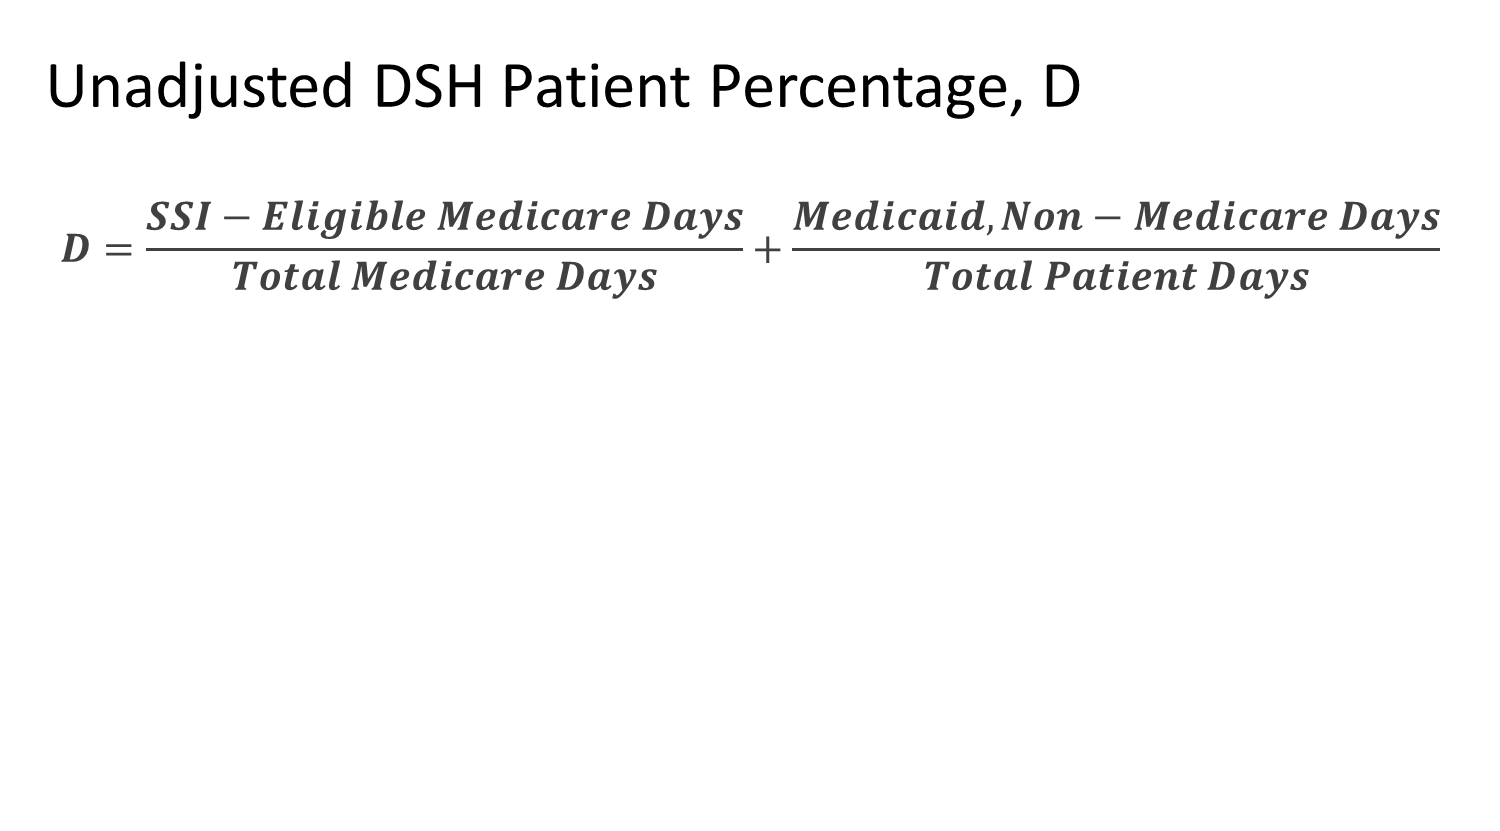 Unadjusted DSH Patient Percentage, D
D = SSI − Eligible Medicare Days / Total Medicare Days + Medicaid, Non − Medicare Days / Total Patient Days